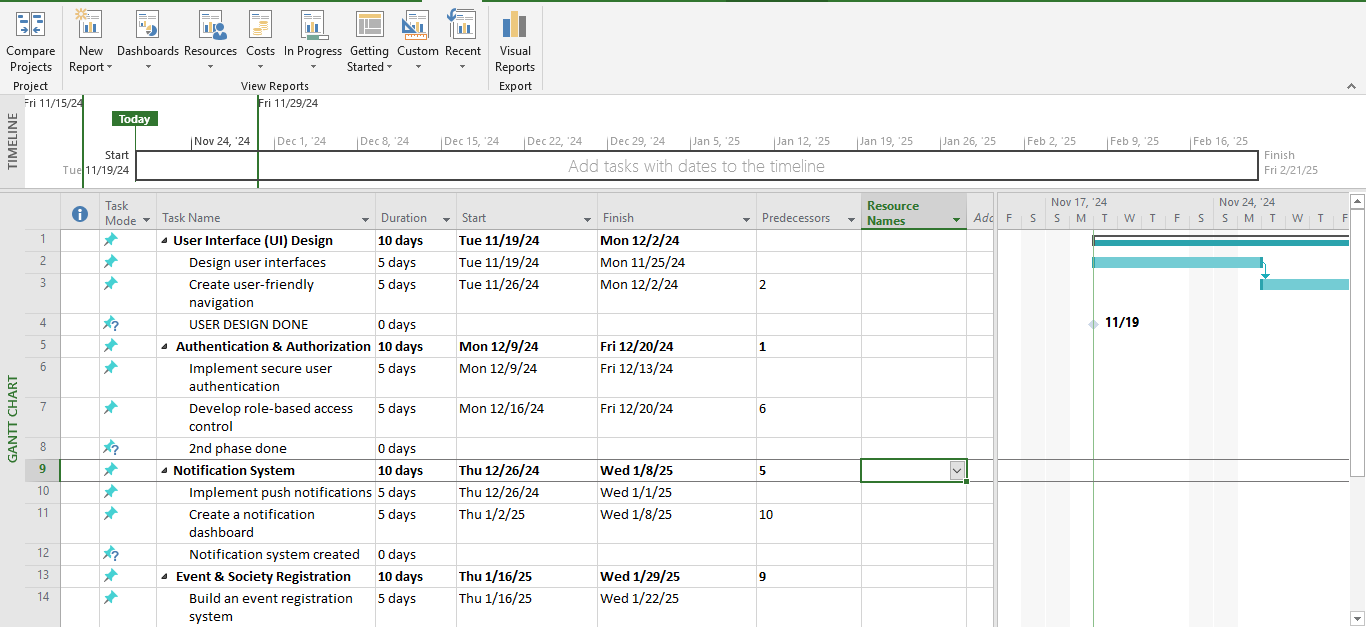 Compare Projects
New Report
Dashboards
Resources
Costs
In Progress
Getting Started
Custom
Recent
Visual Reports
Project
View Reports
Export
TIMELINE
Fri 11/15/24
Fri 11/29/24
Today
Nov 24, '24
Dec 1, '24
Dec 8, '24
Dec 15, '24
Dec 22, '24
Dec 29, '24
Jan 5, '25
Jan 12, '25
Jan 19, '25
Jan 26, '25
Feb 2, '25
Feb 9, '25
Feb 16, '25
Start
Tue 11/19/24
Add tasks with dates to the timeline
Finish
Fri 2/21/25
GANTT CHART
Task Mode
Task Name
Duration
Start
Finish
Predecessors
Resource Names
Add
Nov 17, '24
Nov 24, '24
F S S M T W T F S S M T W T F
1 User Interface (UI) Design 10 days Tue 11/19/24 Mon 12/2/24
2 Design user interfaces 5 days Tue 11/19/24 Mon 11/25/24
3 Create user-friendly 5 days Tue 11/26/24 Mon 12/2/24 2
navigation
4 USER DESIGN DONE 0 days
11/19
5 Authentication & Authorization 10 days Mon 12/9/24 Fri 12/20/24 1
6 Implement secure user 5 days Mon 12/9/24 Fri 12/13/24
authentication
7 Develop role-based access 5 days Mon 12/16/24 Fri 12/20/24 6
control
8 2nd phase done 0 days
9 Notification System 10 days Thu 12/26/24 Wed 1/8/25 5
10 Implement push notifications 5 days Thu 12/26/24 Wed 1/1/25
11 Create a notification 5 days Thu 1/2/25 Wed 1/8/25 10
dashboard
12 Notification system created 0 days
13 Event & Society Registration 10 days Thu 1/16/25 Wed 1/29/25 9
14 Build an event registration 5 days Thu 1/16/25 Wed 1/22/25
system